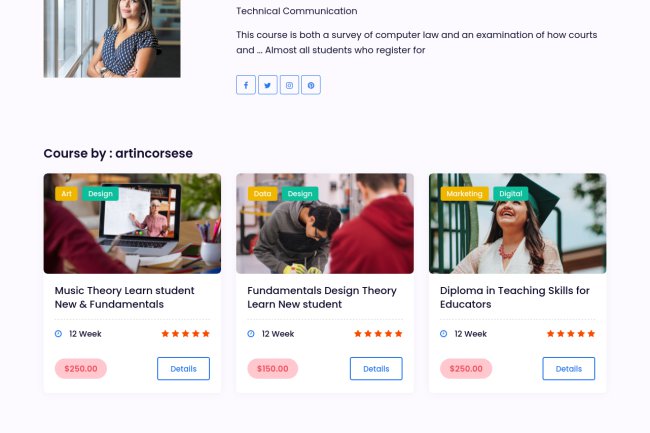 Technical Communication
This course is both a survey of computer law and an examination of how courts
and ... Almost all students who register for
Course by : artincorsese
Art Design
Data Design
Marketing Digital
Music Theory Learn student
New & Fundamentals
Fundamentals Design Theory
Learn New student
Diploma in Teaching Skills for
Educators
12 Week
12 Week
12 Week
$250.00 Details
$150.00 Details
$250.00 Details